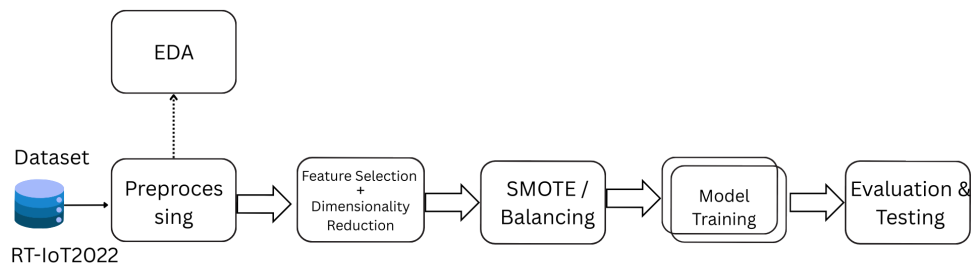 EDA
Dataset
RT-IoT2022
Preproces
sing
Feature Selection
+
Dimensionality
Reduction
SMOTE /
Balancing
Model
Training
Evaluation &
Testing